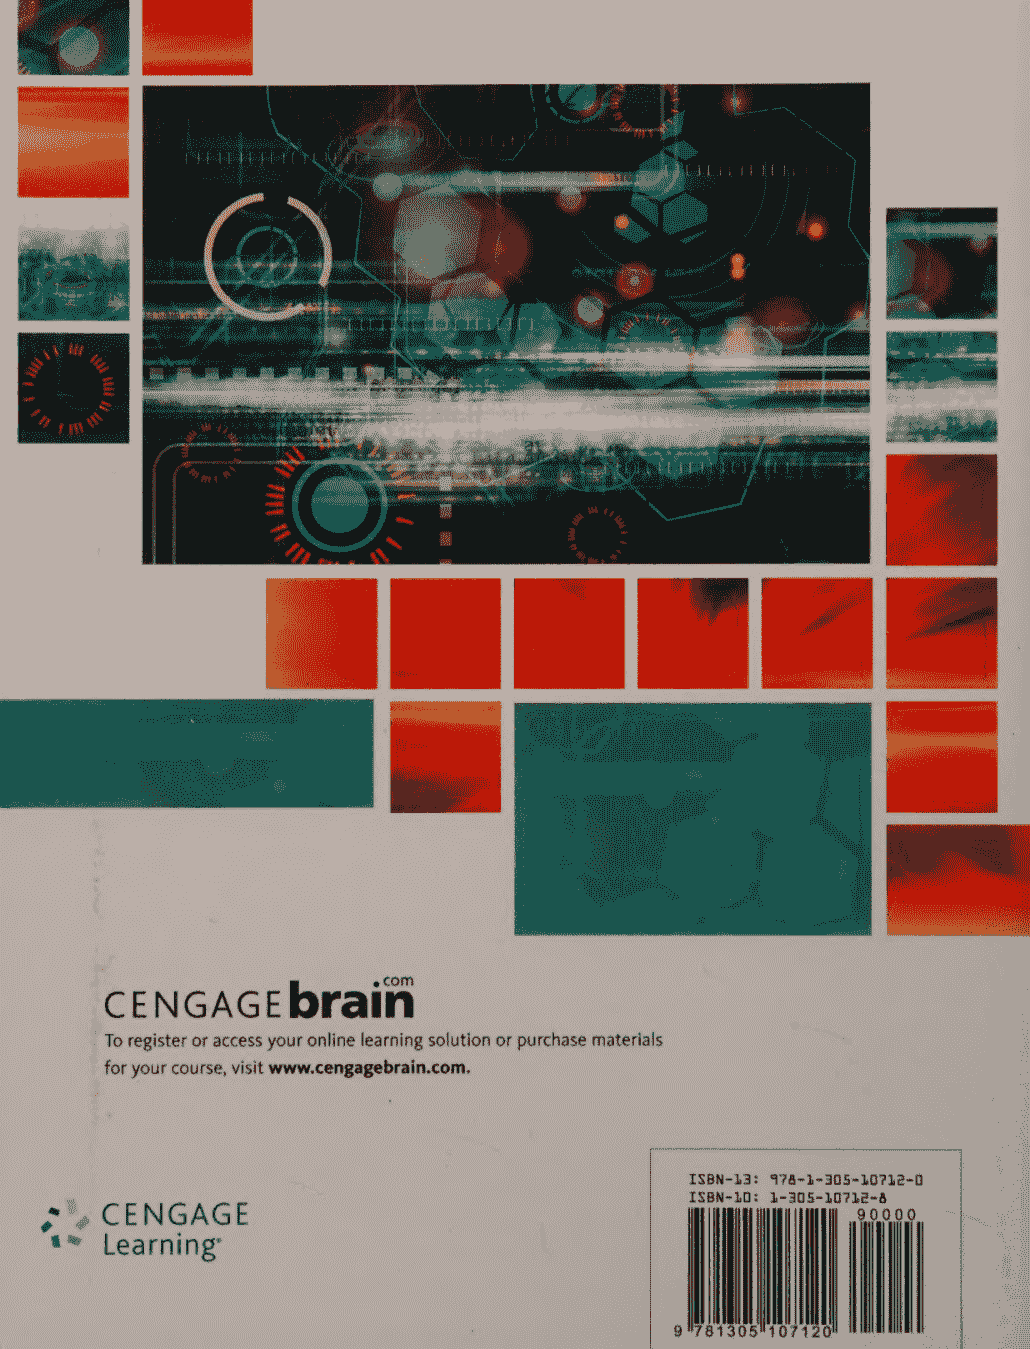 CENGAGEbrain.com
To register or access your online learning solution or purchase materials
for your course, visit www.cengagebrain.com.
CENGAGE
Learning®
ISBN-13: 978-1-305-10712-0
ISBN-10: 1-305-10712-8
90000
9 781305 107120